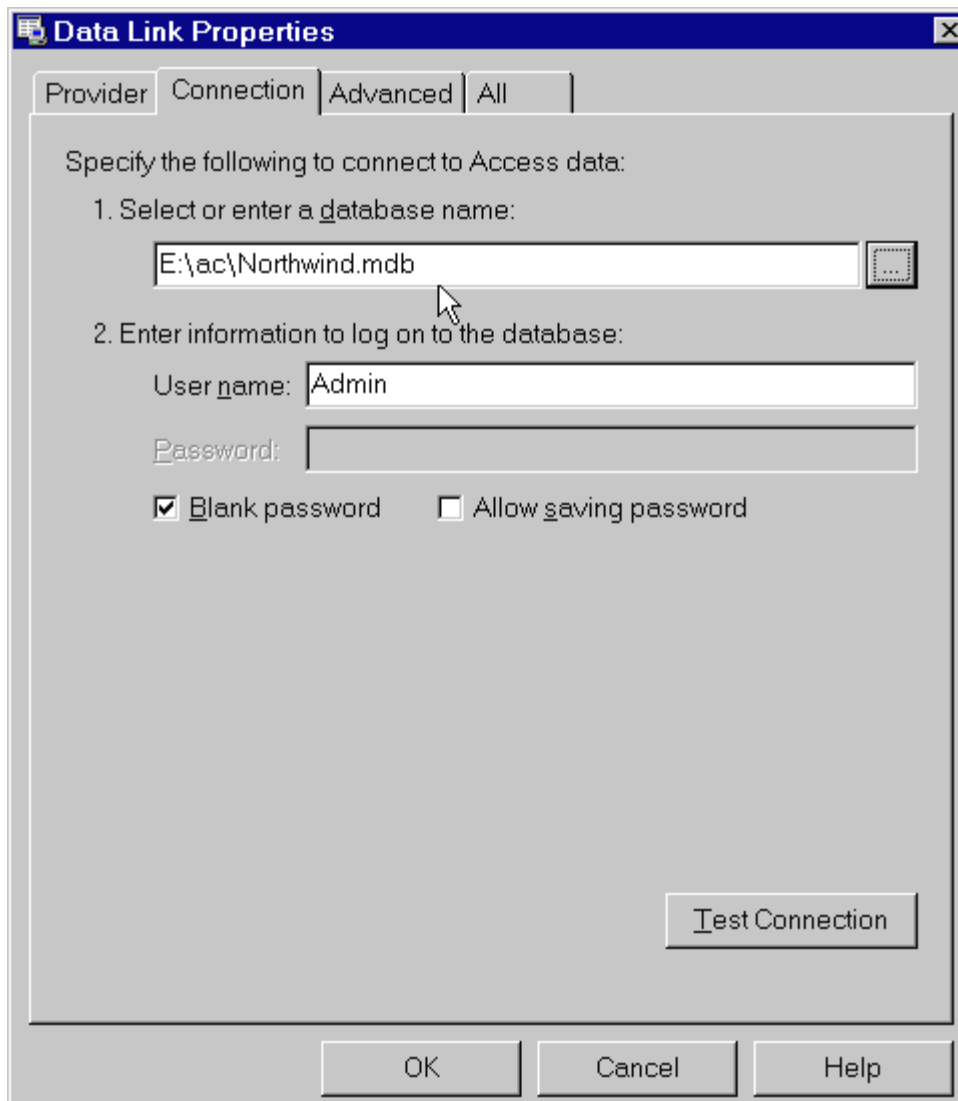 Data Link Properties
Provider Connection Advanced All
Specify the following to connect to Access data:
1. Select or enter a database name:
E:\ac\Northwind.mdb ...
2. Enter information to log on to the database:
User name: Admin
Password:
Blank password Allow saving password
Test Connection
OK Cancel Help